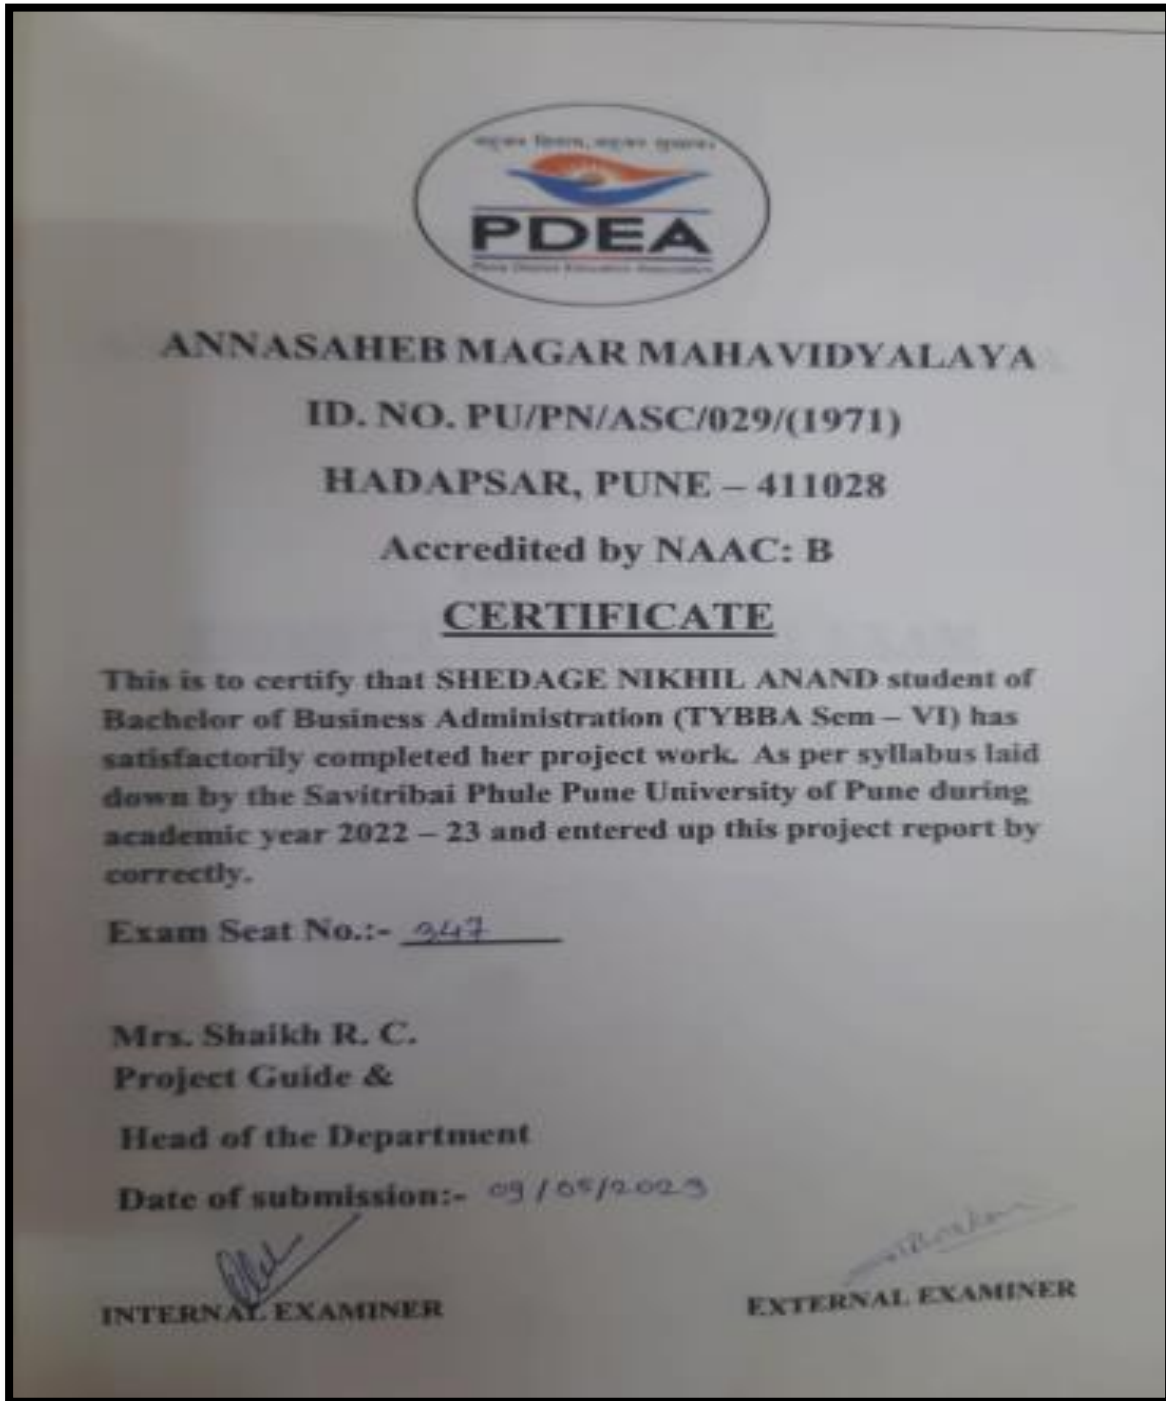 PDEA
Pune District Education Association
ANNASAHEB MAGAR MAHAVIDYALAYA
ID. NO. PU/PN/ASC/029/(1971)
HADAPSAR, PUNE – 411028
Accredited by NAAC: B
CERTIFICATE
This is to certify that SHEDAGE NIKHIL ANAND student of
Bachelor of Business Administration (TYBBA Sem – VI) has
satisfactorily completed her project work. As per syllabus laid
down by the Savitribai Phule Pune University of Pune during
academic year 2022 – 23 and entered up this project report by
correctly.
Exam Seat No.:-
Mrs. Shaikh R. C.
Project Guide &
Head of the Department
Date of submission:- 09/05/2023
INTERNAL EXAMINER
EXTERNAL EXAMINER